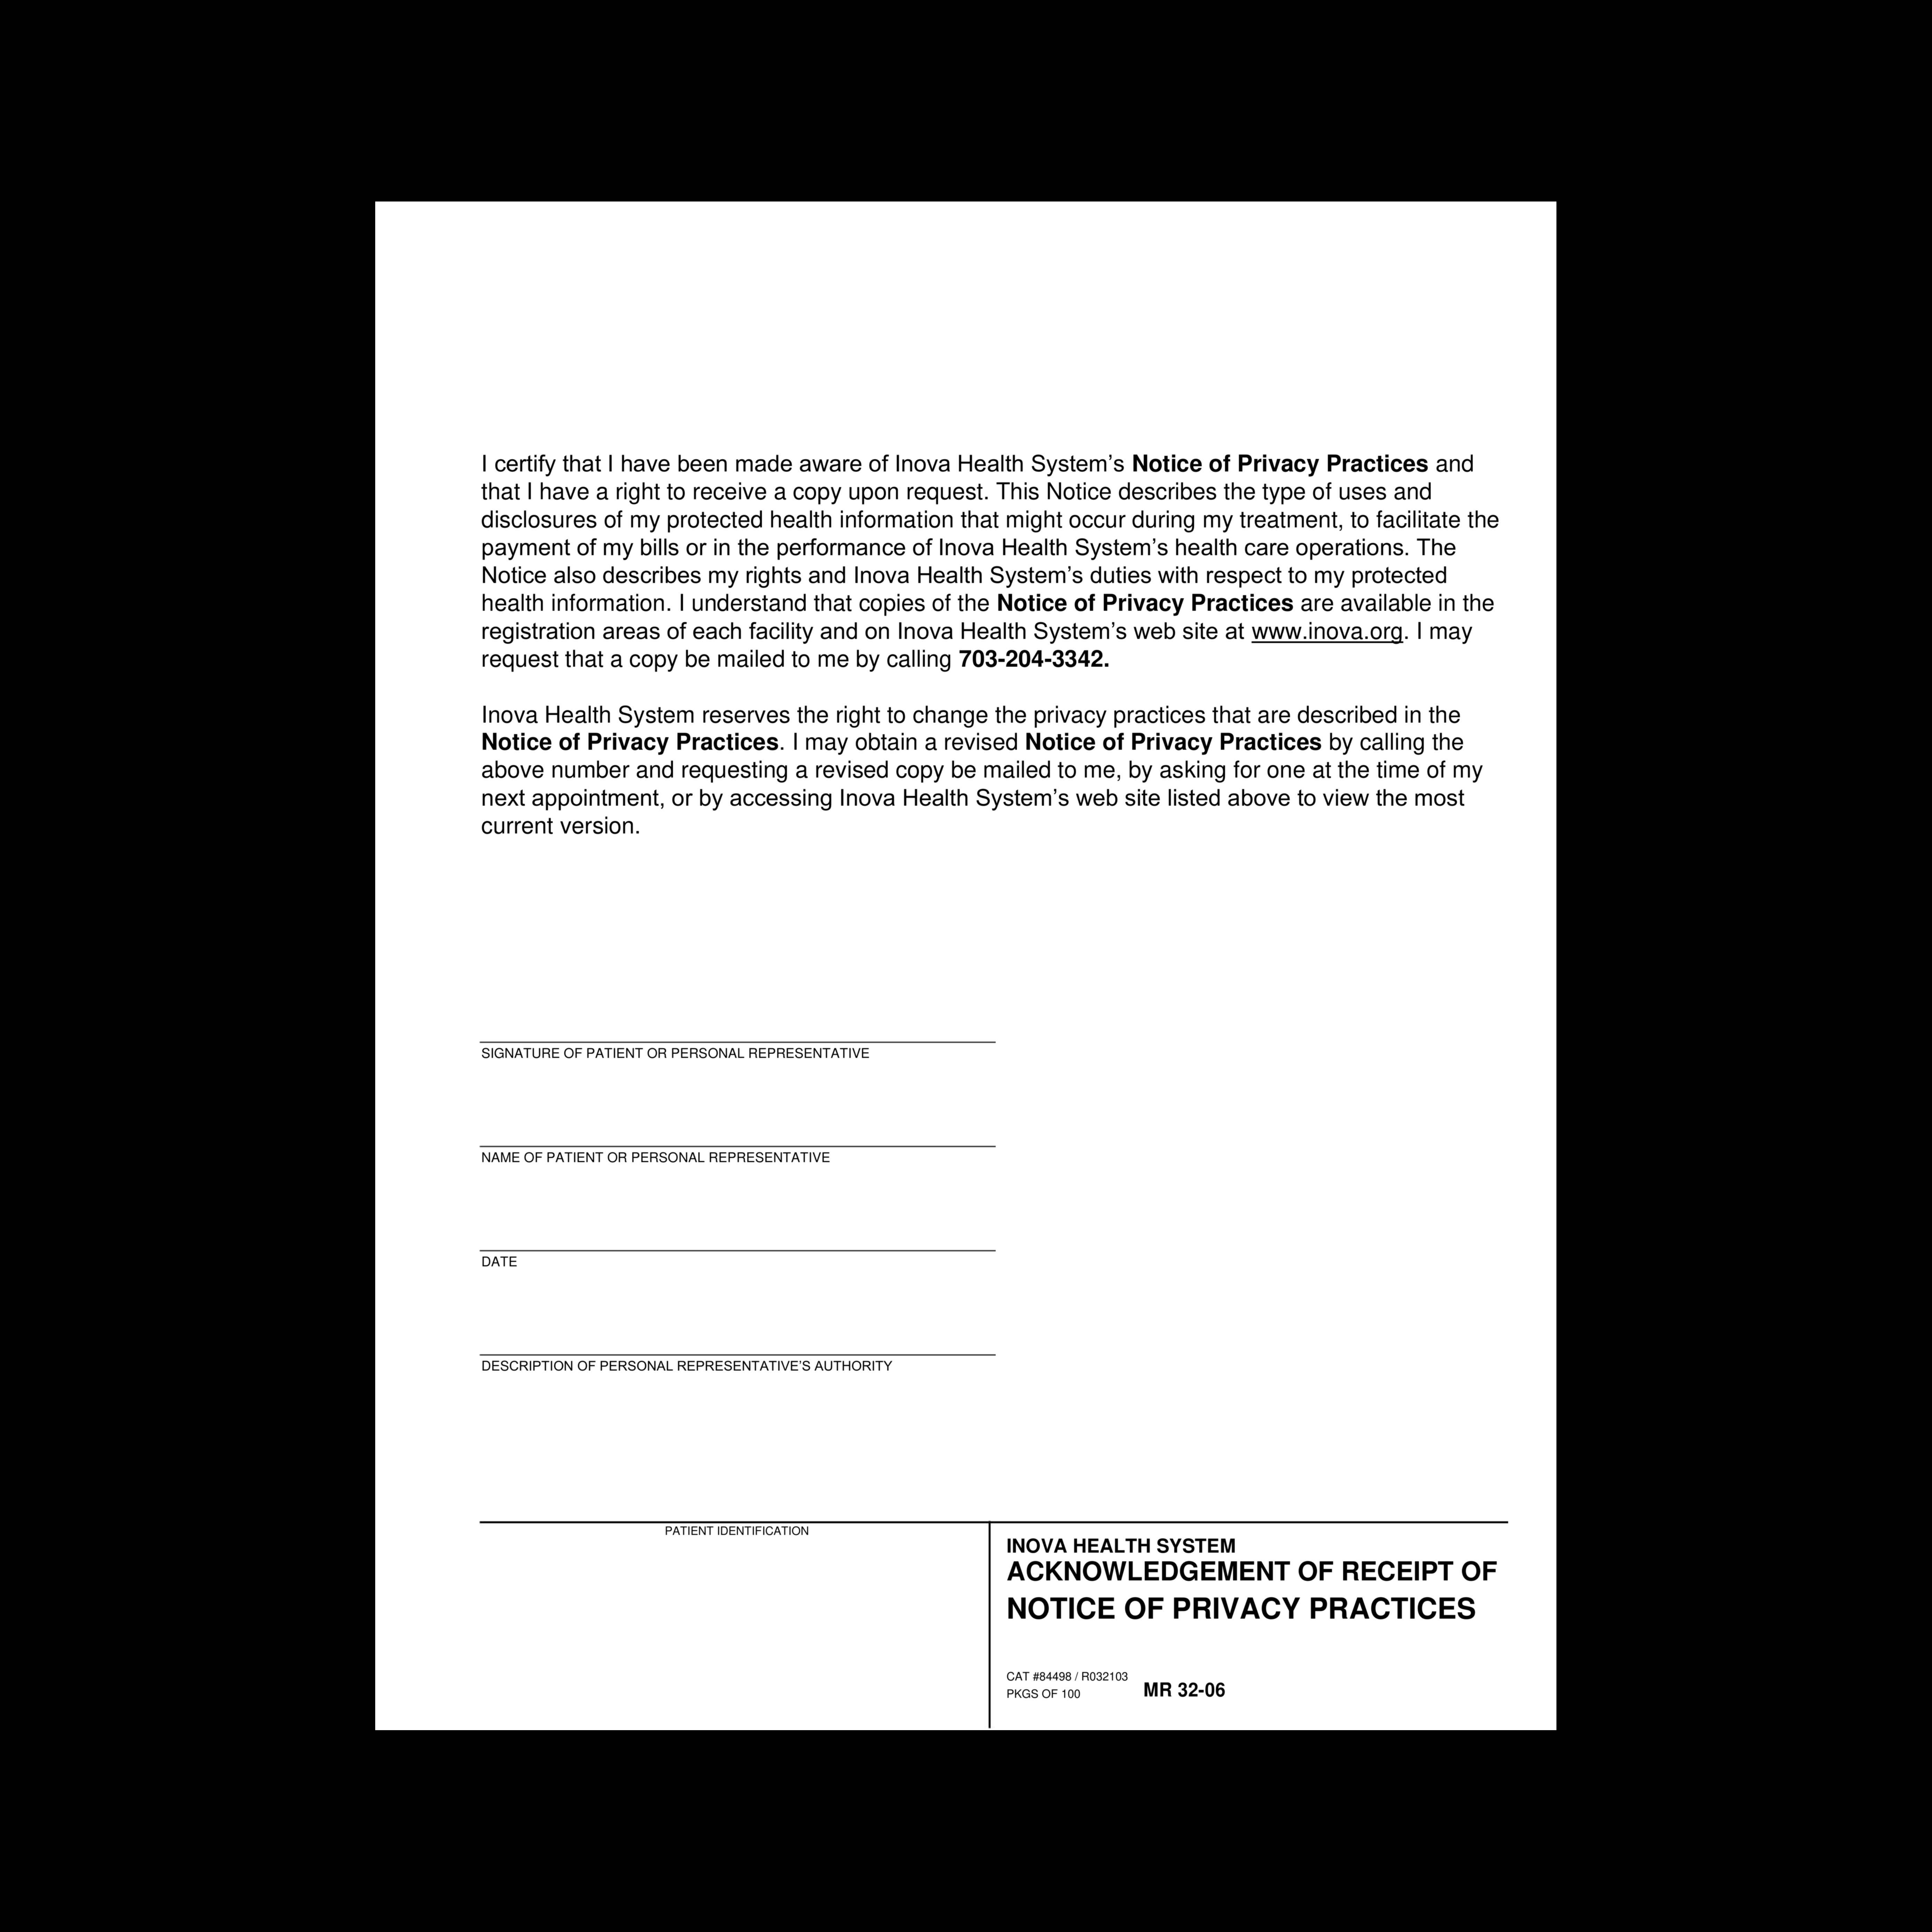 I certify that I have been made aware of Inova Health System’s Notice of Privacy Practices and
that I have a right to receive a copy upon request. This Notice describes the type of uses and
disclosures of my protected health information that might occur during my treatment, to facilitate the
payment of my bills or in the performance of Inova Health System’s health care operations. The
Notice also describes my rights and Inova Health System’s duties with respect to my protected
health information. I understand that copies of the Notice of Privacy Practices are available in the
registration areas of each facility and on Inova Health System’s web site at www.inova.org. I may
request that a copy be mailed to me by calling 703-204-3342.
Inova Health System reserves the right to change the privacy practices that are described in the
Notice of Privacy Practices. I may obtain a revised Notice of Privacy Practices by calling the
above number and requesting a revised copy be mailed to me, by asking for one at the time of my
next appointment, or by accessing Inova Health System’s web site listed above to view the most
current version.
SIGNATURE OF PATIENT OR PERSONAL REPRESENTATIVE
NAME OF PATIENT OR PERSONAL REPRESENTATIVE
DATE
DESCRIPTION OF PERSONAL REPRESENTATIVE’S AUTHORITY
PATIENT IDENTIFICATION
INOVA HEALTH SYSTEM
ACKNOWLEDGEMENT OF RECEIPT OF
NOTICE OF PRIVACY PRACTICES
CAT #84498 / R032103
PKGS OF 100
MR 32-06